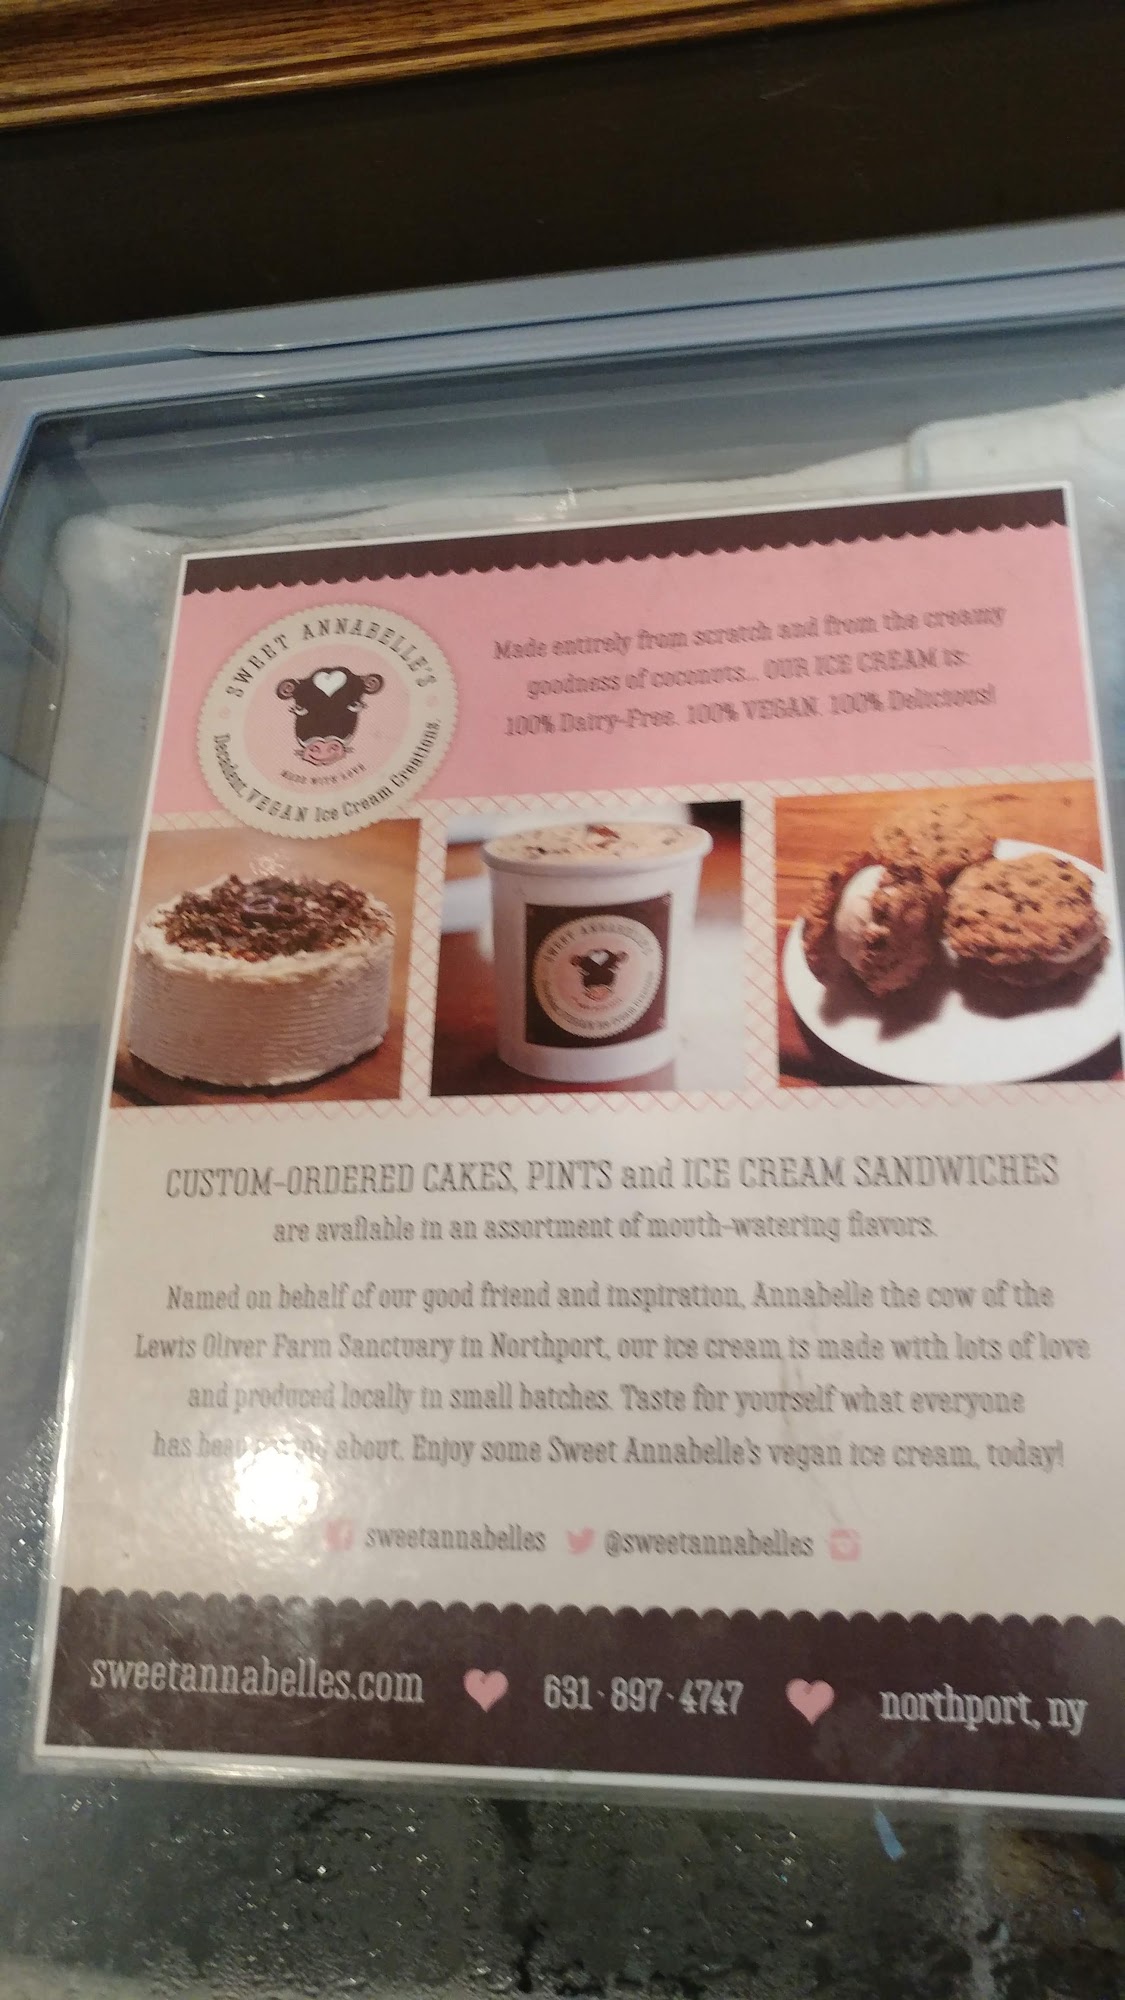 SWEET ANNABELLE'S
MADE WITH LOVE
Decadent, VEGAN Ice Cream Creations.
Made entirely from scratch and from the creamy
goodness of coconuts... OUR ICE CREAM is:
100% Dairy-Free. 100% VEGAN. 100% Delicious!
SWEET ANNABELLE'S
CUSTOM-ORDERED CAKES, PINTS and ICE CREAM SANDWICHES
are available in an assortment of mouth-watering flavors.
Named on behalf of our good friend and inspiration, Annabelle the cow of the
Lewis Oliver Farm Sanctuary in Northport, our ice cream is made with lots of love
and produced locally in small batches. Taste for yourself what everyone
has been about. Enjoy some Sweet Annabelle's vegan ice cream, today!
sweetannabelles @sweetannabelles
sweetannabelles.com 631·897·4747 northport, ny